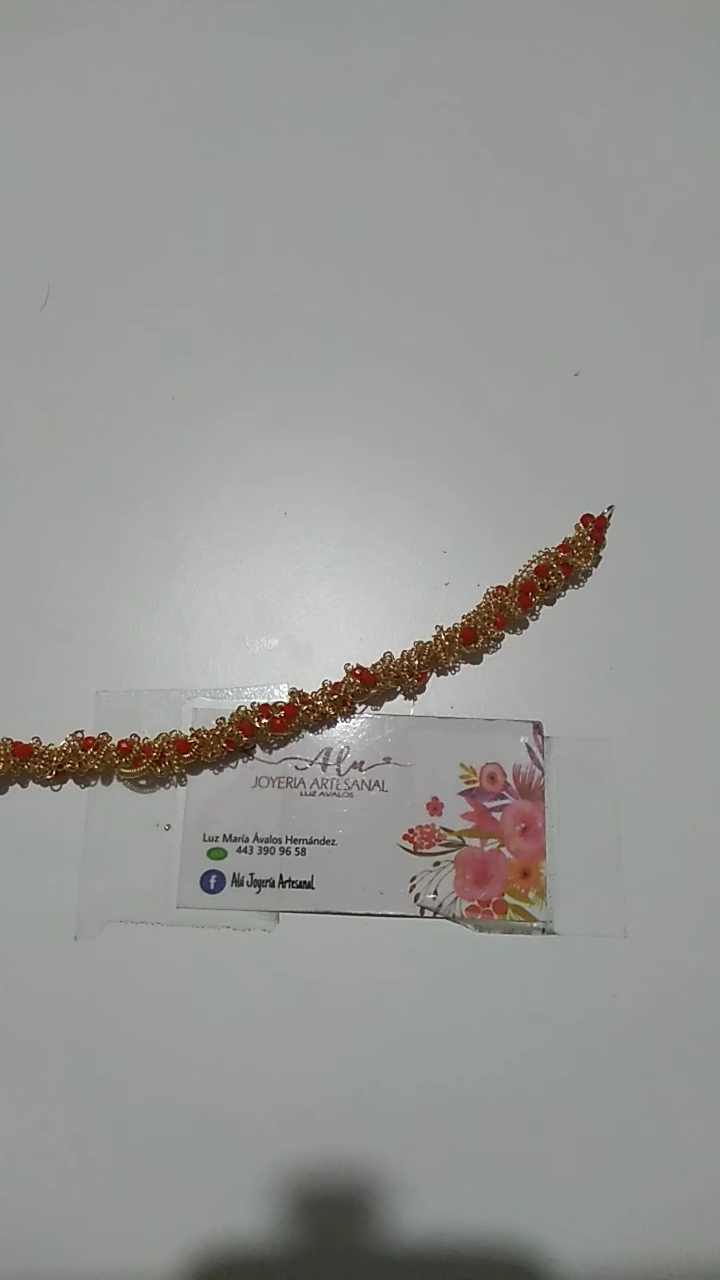 Alu
JOYERIA ARTESANAL
LUZ AVALOS
Luz María Ávalos Hernández.
443 390 96 58
f Alú Joyería Artesanal